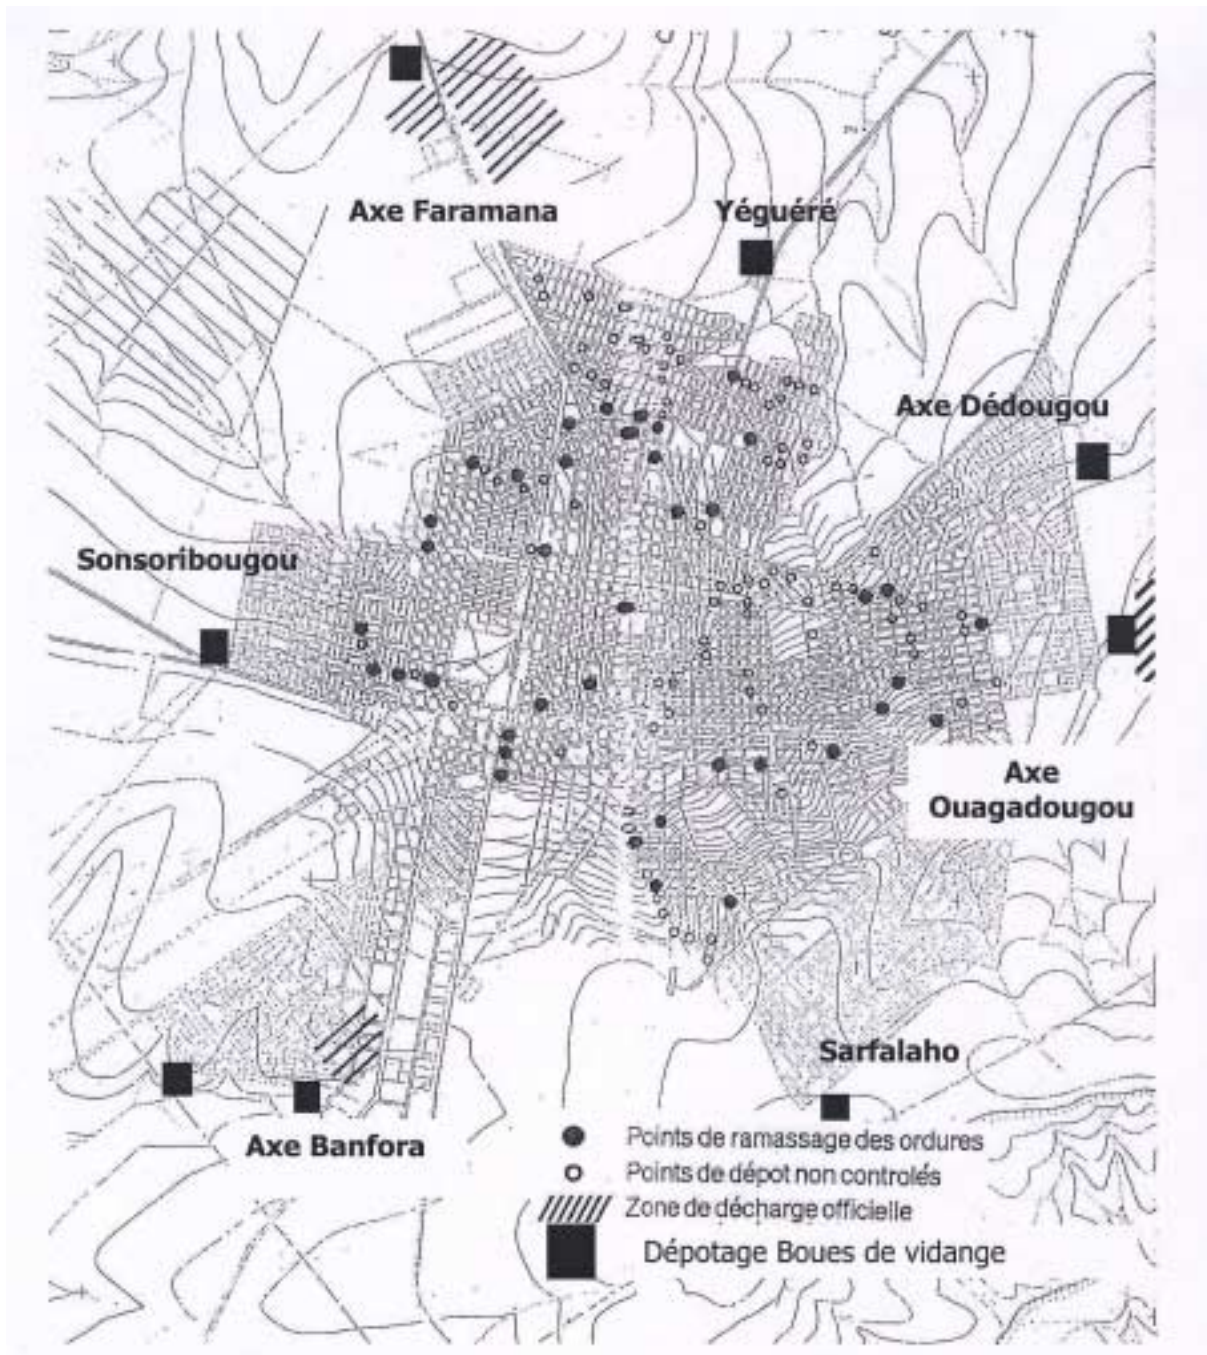 Axe Faramana
Yéguéré
Axe Dédougou
Sonsoribougou
Axe
Ouagadougou
Sarfalaho
Axe Banfora
Points de ramassage des ordures
Points de dépot non controlés
Zone de décharge officielle
Dépotage Boues de vidange